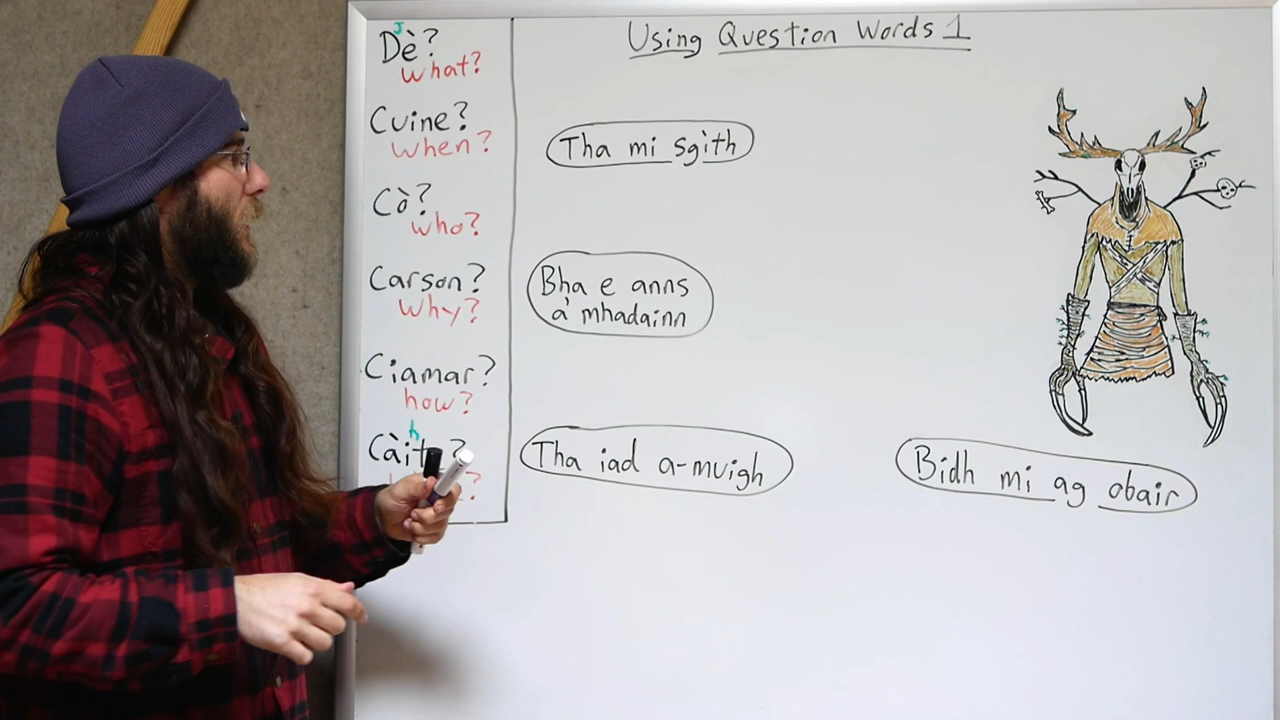 Using Question Words 1
J
Dè?
what?
Cuine?
when?
Cò?
who?
Carson?
why?
Ciamar?
how?
h
Càit ?
?
Tha mi sgìth
Bha e anns
a' mhadainn
Tha iad a-muigh
Bidh mi ag obair